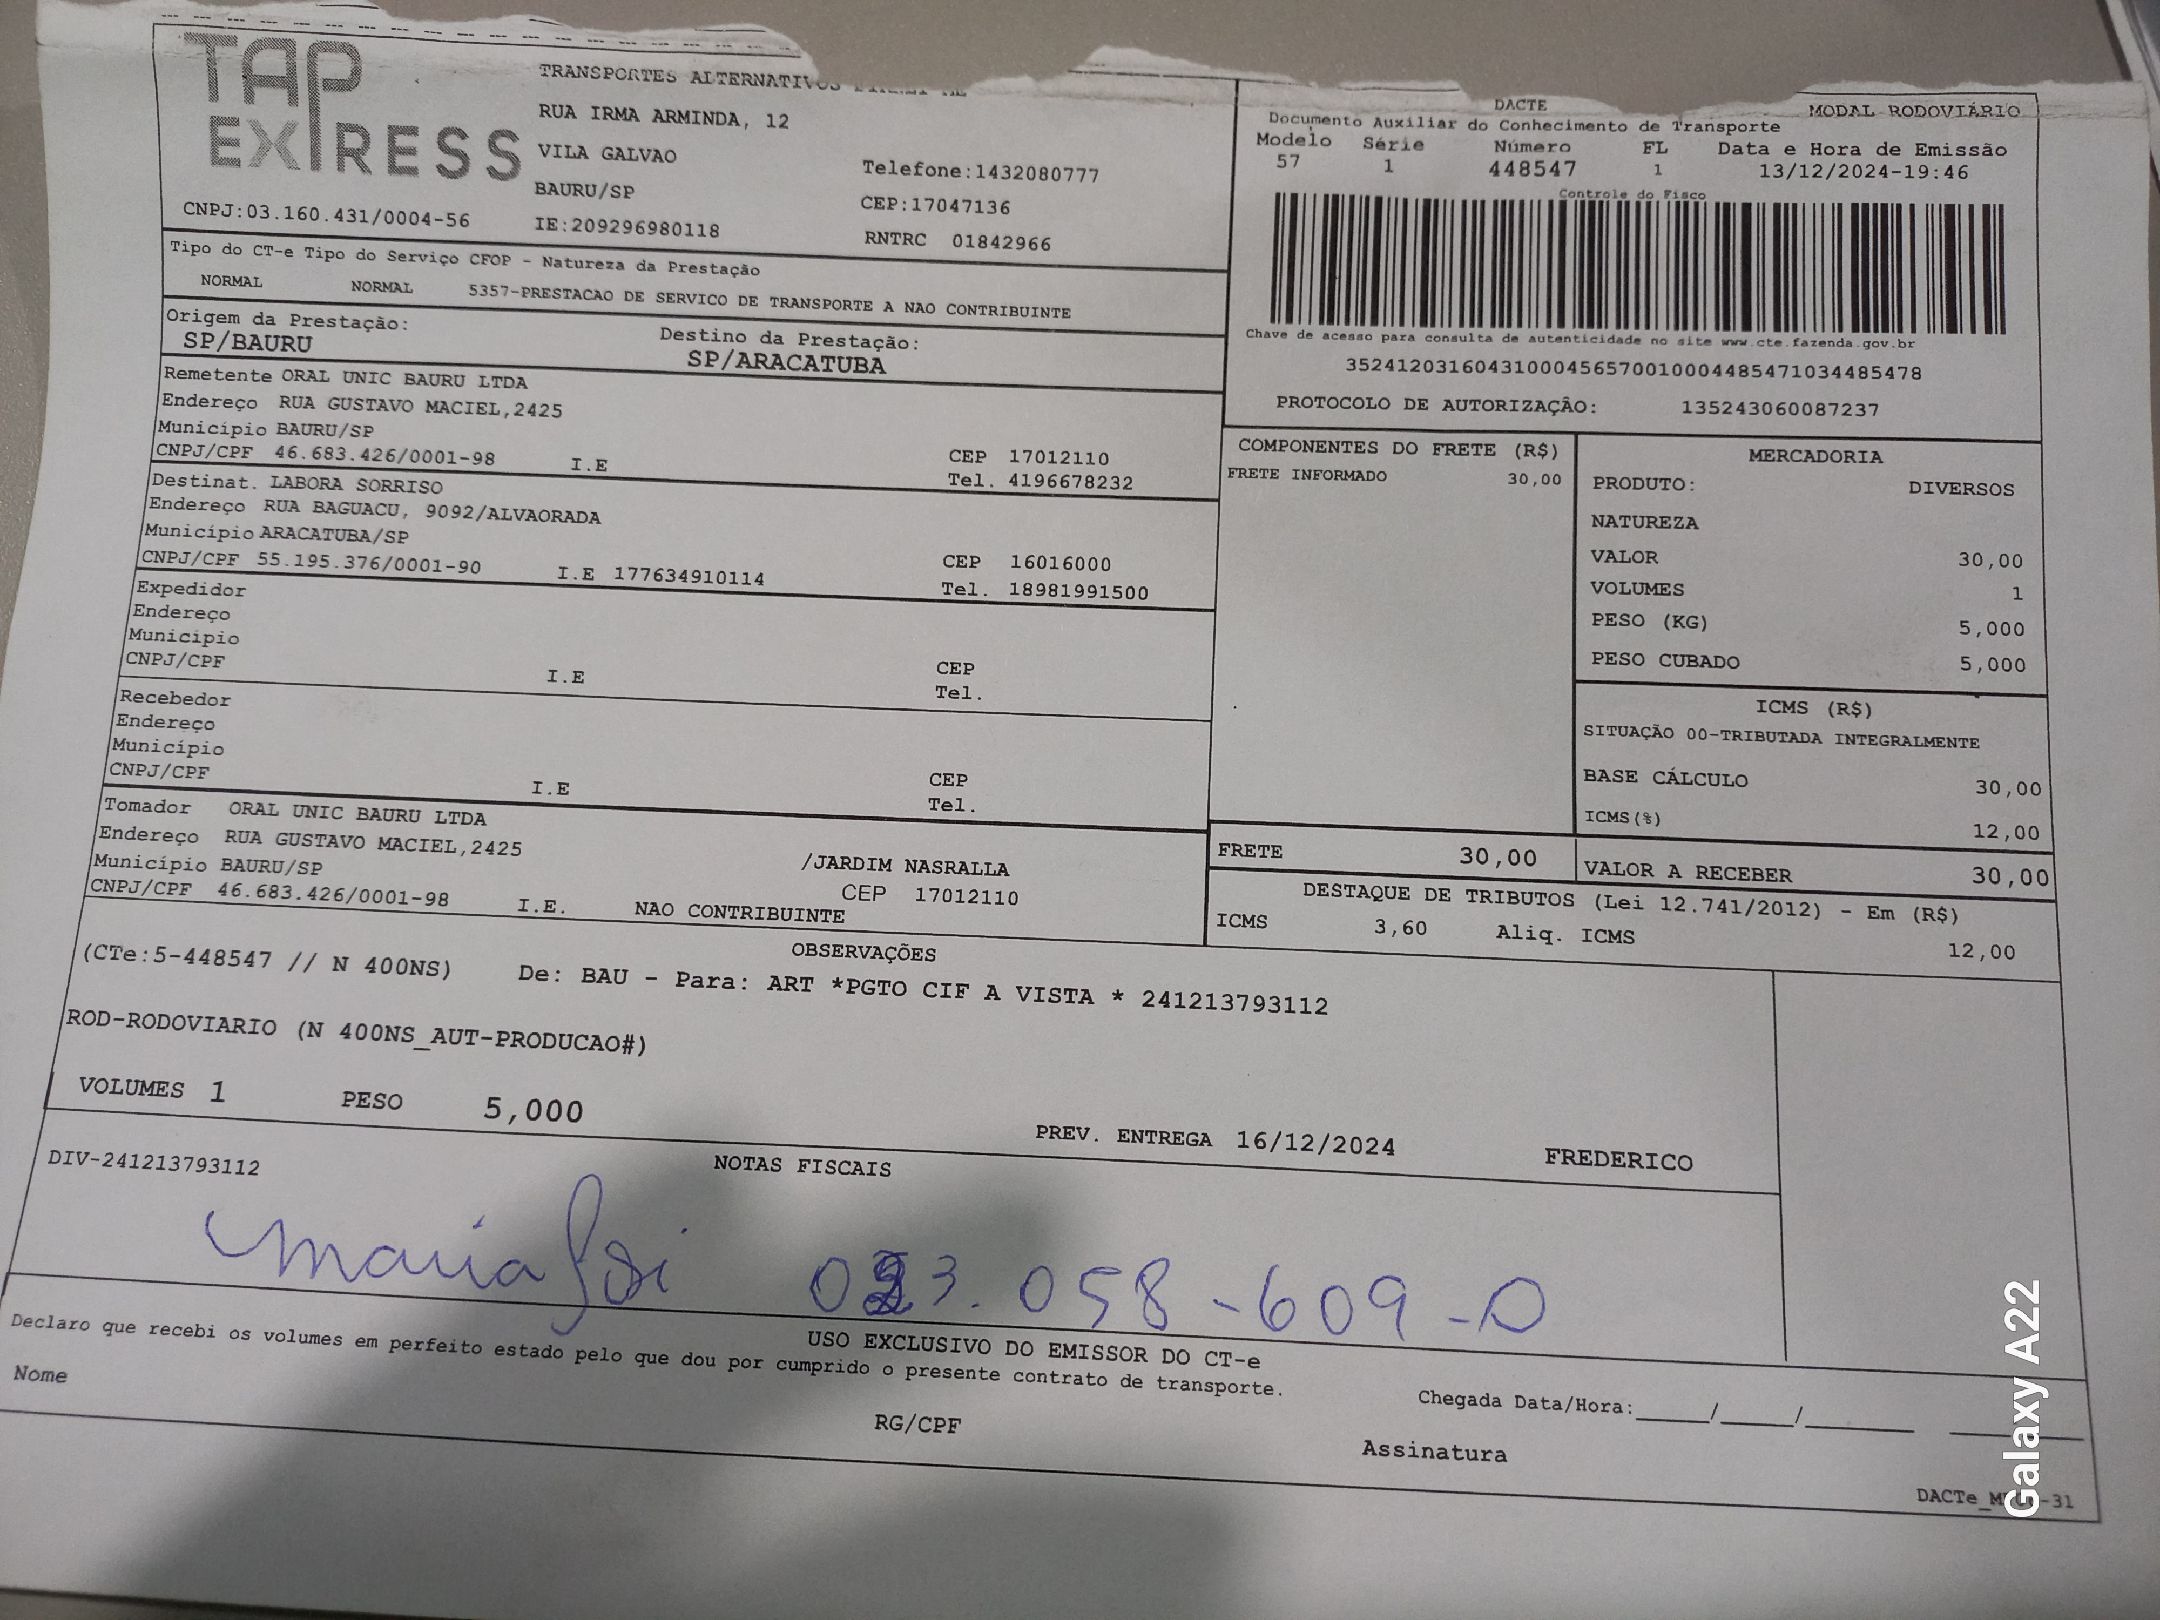 TAP
EXPRESS
CNPJ:03.160.431/0004-56
TRANSPORTES ALTERNATIVOS
RUA IRMA ARMINDA, 12
VILA GALVAO
BAURU/SP
IE:209296980118
Telefone:1432080777
CEP:17047136
RNTRC 01842966
DACTE
MODAL RODOVIÁRIO
Documento Auxiliar do Conhecimento de Transporte
Modelo Série Número FL Data e Hora de Emissão
57 1 448547 1 13/12/2024-19:46
Controle do Fisco
Chave de acesso para consulta de autenticidade no site www.cte.fazenda.gov.br
35241203160431000456570010004485471034485478
PROTOCOLO DE AUTORIZAÇÃO: 135243060087237
Tipo do CT-e Tipo do Serviço CFOP - Natureza da Prestação
NORMAL NORMAL 5357-PRESTACAO DE SERVICO DE TRANSPORTE A NAO CONTRIBUINTE
Origem da Prestação: Destino da Prestação:
SP/BAURU SP/ARACATUBA
Remetente ORAL UNIC BAURU LTDA
Endereço RUA GUSTAVO MACIEL,2425
Município BAURU/SP CEP 17012110
CNPJ/CPF 46.683.426/0001-98 I.E Tel. 4196678232
Destinat. LABORA SORRISO
Endereço RUA BAGUACU, 9092/ALVAORADA
Município ARACATUBA/SP CEP 16016000
CNPJ/CPF 55.195.376/0001-90 I.E 177634910114 Tel. 18981991500
Expedidor
Endereço
Município CEP
CNPJ/CPF I.E Tel.
Recebedor
Endereço
Município CEP
CNPJ/CPF I.E Tel.
Tomador ORAL UNIC BAURU LTDA
Endereço RUA GUSTAVO MACIEL,2425 /JARDIM NASRALLA
Município BAURU/SP CEP 17012110
CNPJ/CPF 46.683.426/0001-98 I.E. NAO CONTRIBUINTE
COMPONENTES DO FRETE (R$)
FRETE INFORMADO 30,00
MERCADORIA
PRODUTO: DIVERSOS
NATUREZA
VALOR 30,00
VOLUMES 1
PESO (KG) 5,000
PESO CUBADO 5,000
ICMS (R$)
SITUAÇÃO 00-TRIBUTADA INTEGRALMENTE
BASE CÁLCULO 30,00
ICMS(%) 12,00
FRETE 30,00 VALOR A RECEBER 30,00
DESTAQUE DE TRIBUTOS (Lei 12.741/2012) - Em (R$)
ICMS 3,60 Aliq. ICMS 12,00
OBSERVAÇÕES
(CTe:5-448547 // N 400NS) De: BAU - Para: ART *PGTO CIF A VISTA * 241213793112
ROD-RODOVIARIO (N 400NS_AUT-PRODUCAO#)
VOLUMES 1 PESO 5,000 PREV. ENTREGA 16/12/2024 FREDERICO
NOTAS FISCAIS
DIV-241213793112
Maria .058-609-0
USO EXCLUSIVO DO EMISSOR DO CT-e
Declaro que recebi os volumes em perfeito estado pelo que dou por cumprido o presente contrato de transporte.
Nome RG/CPF Assinatura
Chegada Data/Hora:_____/_____/_______
Galaxy A22